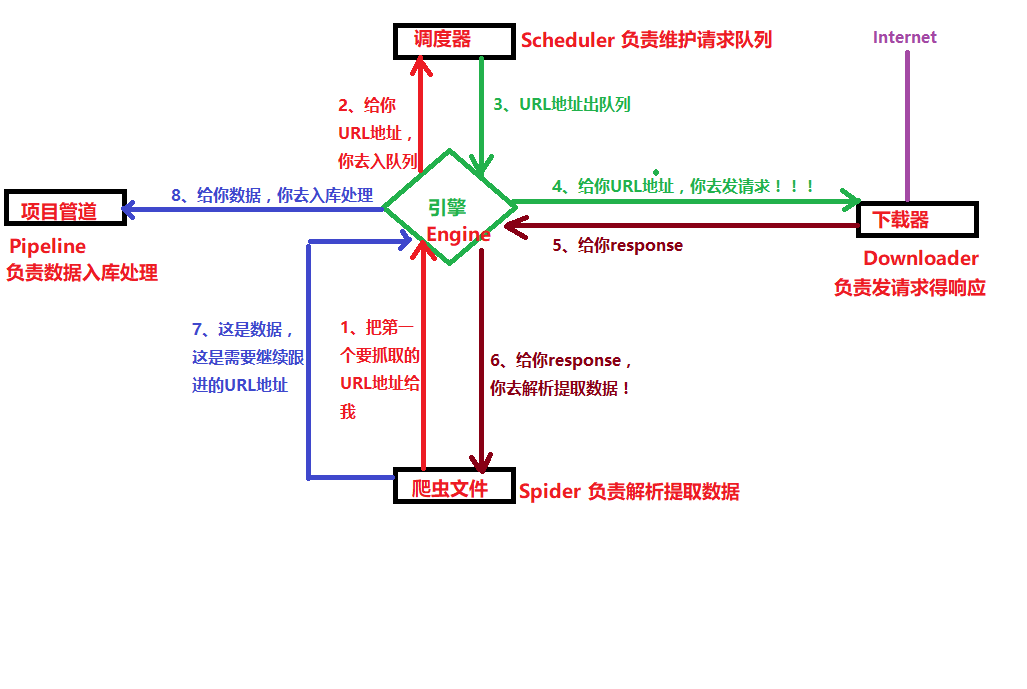 调度器
Scheduler 负责维护请求队列
Internet
2、给你
URL地址，
你去入队列
3、URL地址出队列
8、给你数据，你去入库处理
4、给你URL地址，你去发请求！！！
项目管道
引擎
Engine
下载器
Pipeline
负责数据入库处理
5、给你response
Downloader
负责发请求得响应
7、这是数据，
这是需要继续跟
进的URL地址
1、把第一
个要抓取的
URL地址给
我
6、给你response，
你去解析提取数据！
爬虫文件
Spider 负责解析提取数据